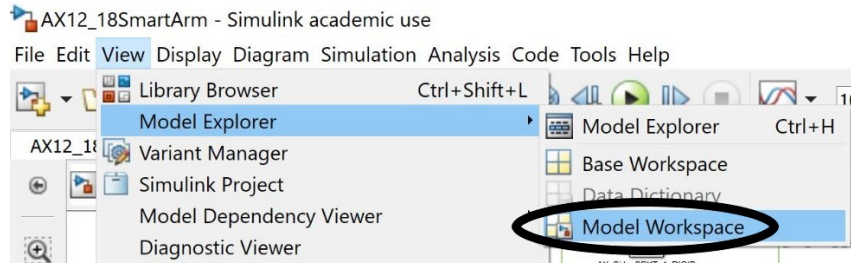 AX12_18SmartArm - Simulink academic use
File Edit View Display Diagram Simulation Analysis Code Tools Help
Library Browser Ctrl+Shift+L
Model Explorer
Model Explorer Ctrl+H
AX12_18
Variant Manager
Base Workspace
Simulink Project
Data Dictionary
Model Dependency Viewer
Model Workspace
Diagnostic Viewer